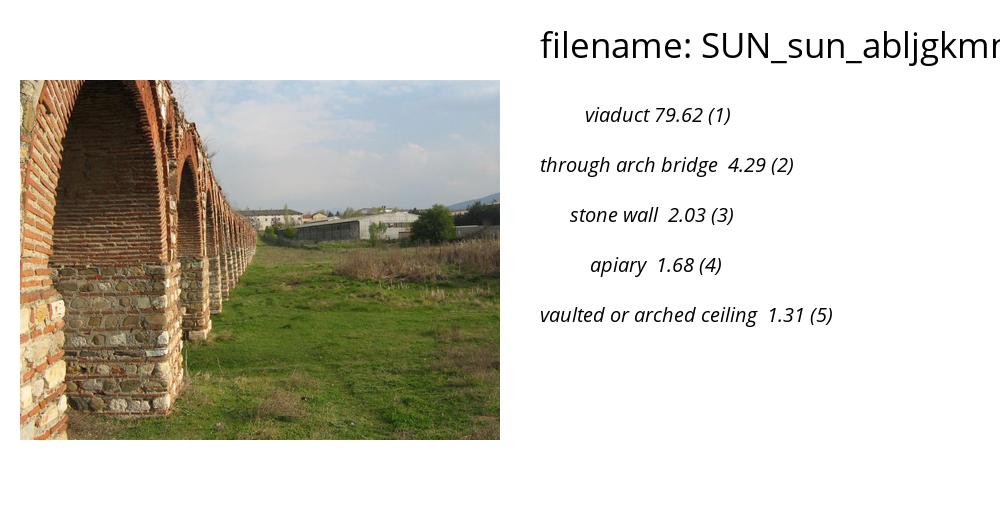 filename: SUN_sun_abljgkmr
viaduct 79.62 (1)
through arch bridge 4.29 (2)
stone wall 2.03 (3)
apiary 1.68 (4)
vaulted or arched ceiling 1.31 (5)